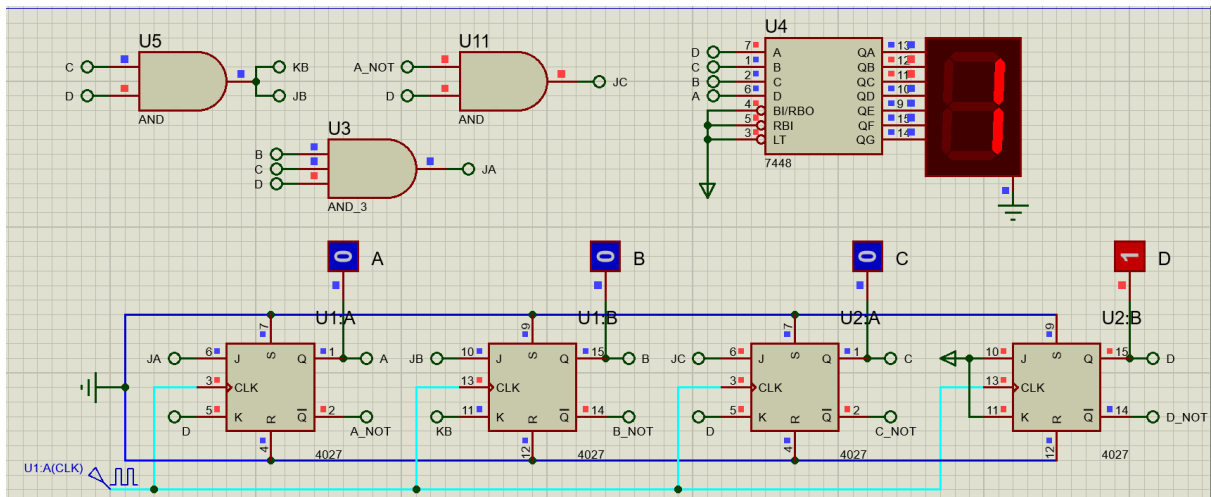 U5
C
D
KB
JB
AND
U11
A_NOT
D
JC
AND
U3
B
C
D
JA
AND_3
U4
D 7 A QA 13
C 1 B QB 12
B 2 C QC 11
A 6 D QD 10
4 BI/RBO QE 9
5 RBI QF 15
3 LT QG 14
7448
0 A
0 B
0 C
1 D
U1:A
U1:B
U2:A
U2:B
7 S
9 S
7 S
9 S
JA 6 J Q 1 A
JB 10 J Q 15 B
JC 6 J Q 1 C
10 J Q 15 D
3 CLK
13 CLK
3 CLK
13 CLK
D 5 K Q 2 A_NOT
KB 11 K Q 14 B_NOT
D 5 K Q 2 C_NOT
11 K Q 14 D_NOT
R 4
R 12
R 4
R 12
4027
4027
4027
4027
U1:A(CLK)